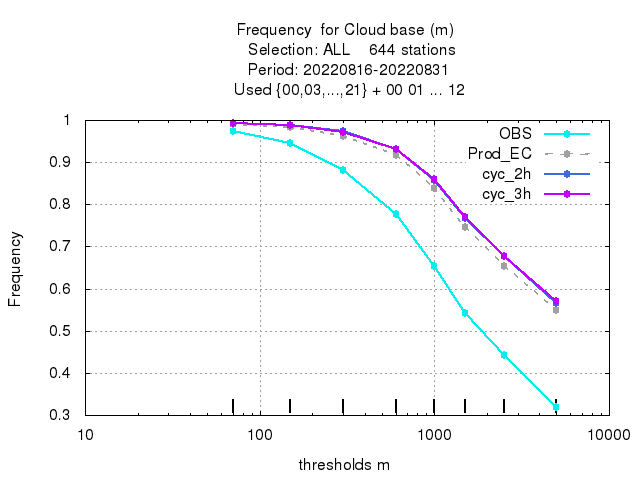 Frequency  for Cloud base (m)
Selection: ALL    644 stations
Period: 20220816-20220831
Used {00,03,...,21} + 00 01 ... 12
OBS
Prod_EC
cyc_2h
cyc_3h
1
0.9
0.8
0.7
0.6
0.5
0.4
0.3
Frequency
10 100 1000 10000
thresholds m